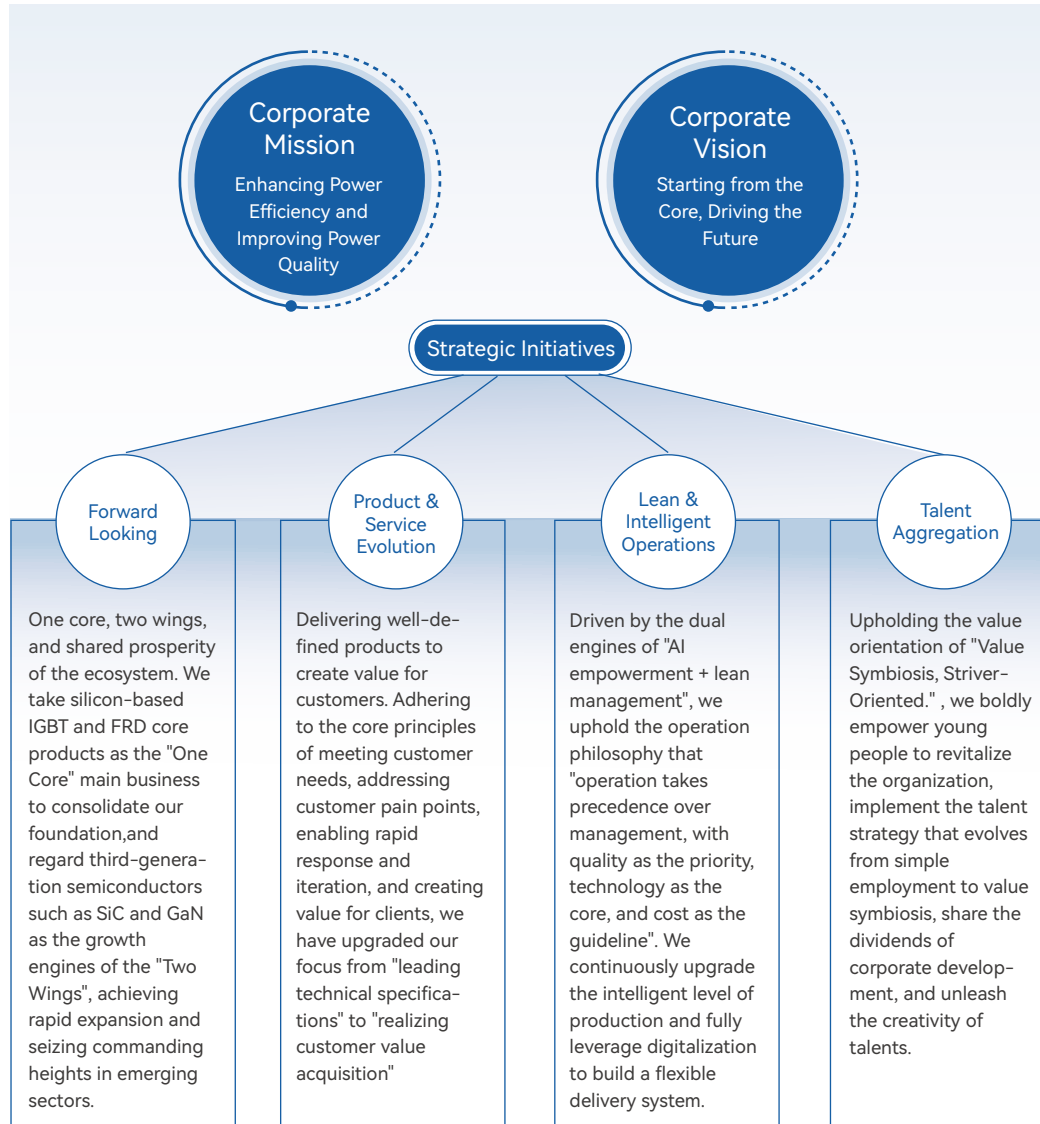 Corporate
Mission
Enhancing Power
Efficiency and
Improving Power
Quality
Corporate
Vision
Starting from the
Core, Driving the
Future
Strategic Initiatives
Forward
Looking
One core, two wings,
and shared prosperity
of the ecosystem. We
take silicon-based
IGBT and FRD core
products as the "One
Core" main business
to consolidate our
foundation,and
regard third-genera-
tion semiconductors
such as SiC and GaN
as the growth
engines of the "Two
Wings", achieving
rapid expansion and
seizing commanding
heights in emerging
sectors.
Product &
Service
Evolution
Delivering well-de-
fined products to
create value for
customers. Adhering
to the core principles
of meeting customer
needs, addressing
customer pain points,
enabling rapid
response and
iteration, and creating
value for clients, we
have upgraded our
focus from "leading
technical specifica-
tions" to "realizing
customer value
acquisition"
Lean &
Intelligent
Operations
Driven by the dual
engines of "AI
empowerment + lean
management", we
uphold the operation
philosophy that
"operation takes
precedence over
management, with
quality as the priority,
technology as the
core, and cost as the
guideline". We
continuously upgrade
the intelligent level of
production and fully
leverage digitalization
to build a flexible
delivery system.
Talent
Aggregation
Upholding the value
orientation of "Value
Symbiosis, Striver-
Oriented." , we boldly
empower young
people to revitalize
the organization,
implement the talent
strategy that evolves
from simple
employment to value
symbiosis, share the
dividends of
corporate develop-
ment, and unleash
the creativity of
talents.